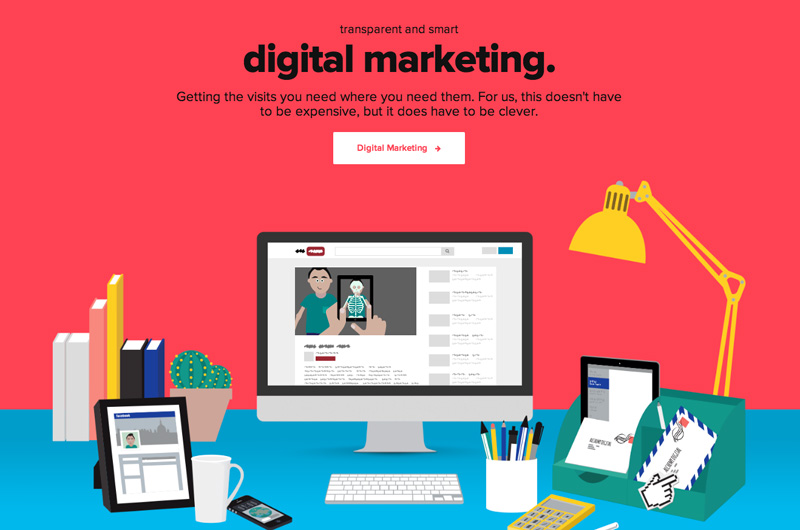 transparent and smart
digital marketing.
Getting the visits you need where you need them. For us, this doesn't have
to be expensive, but it does have to be clever.
Digital Marketing →
facebook